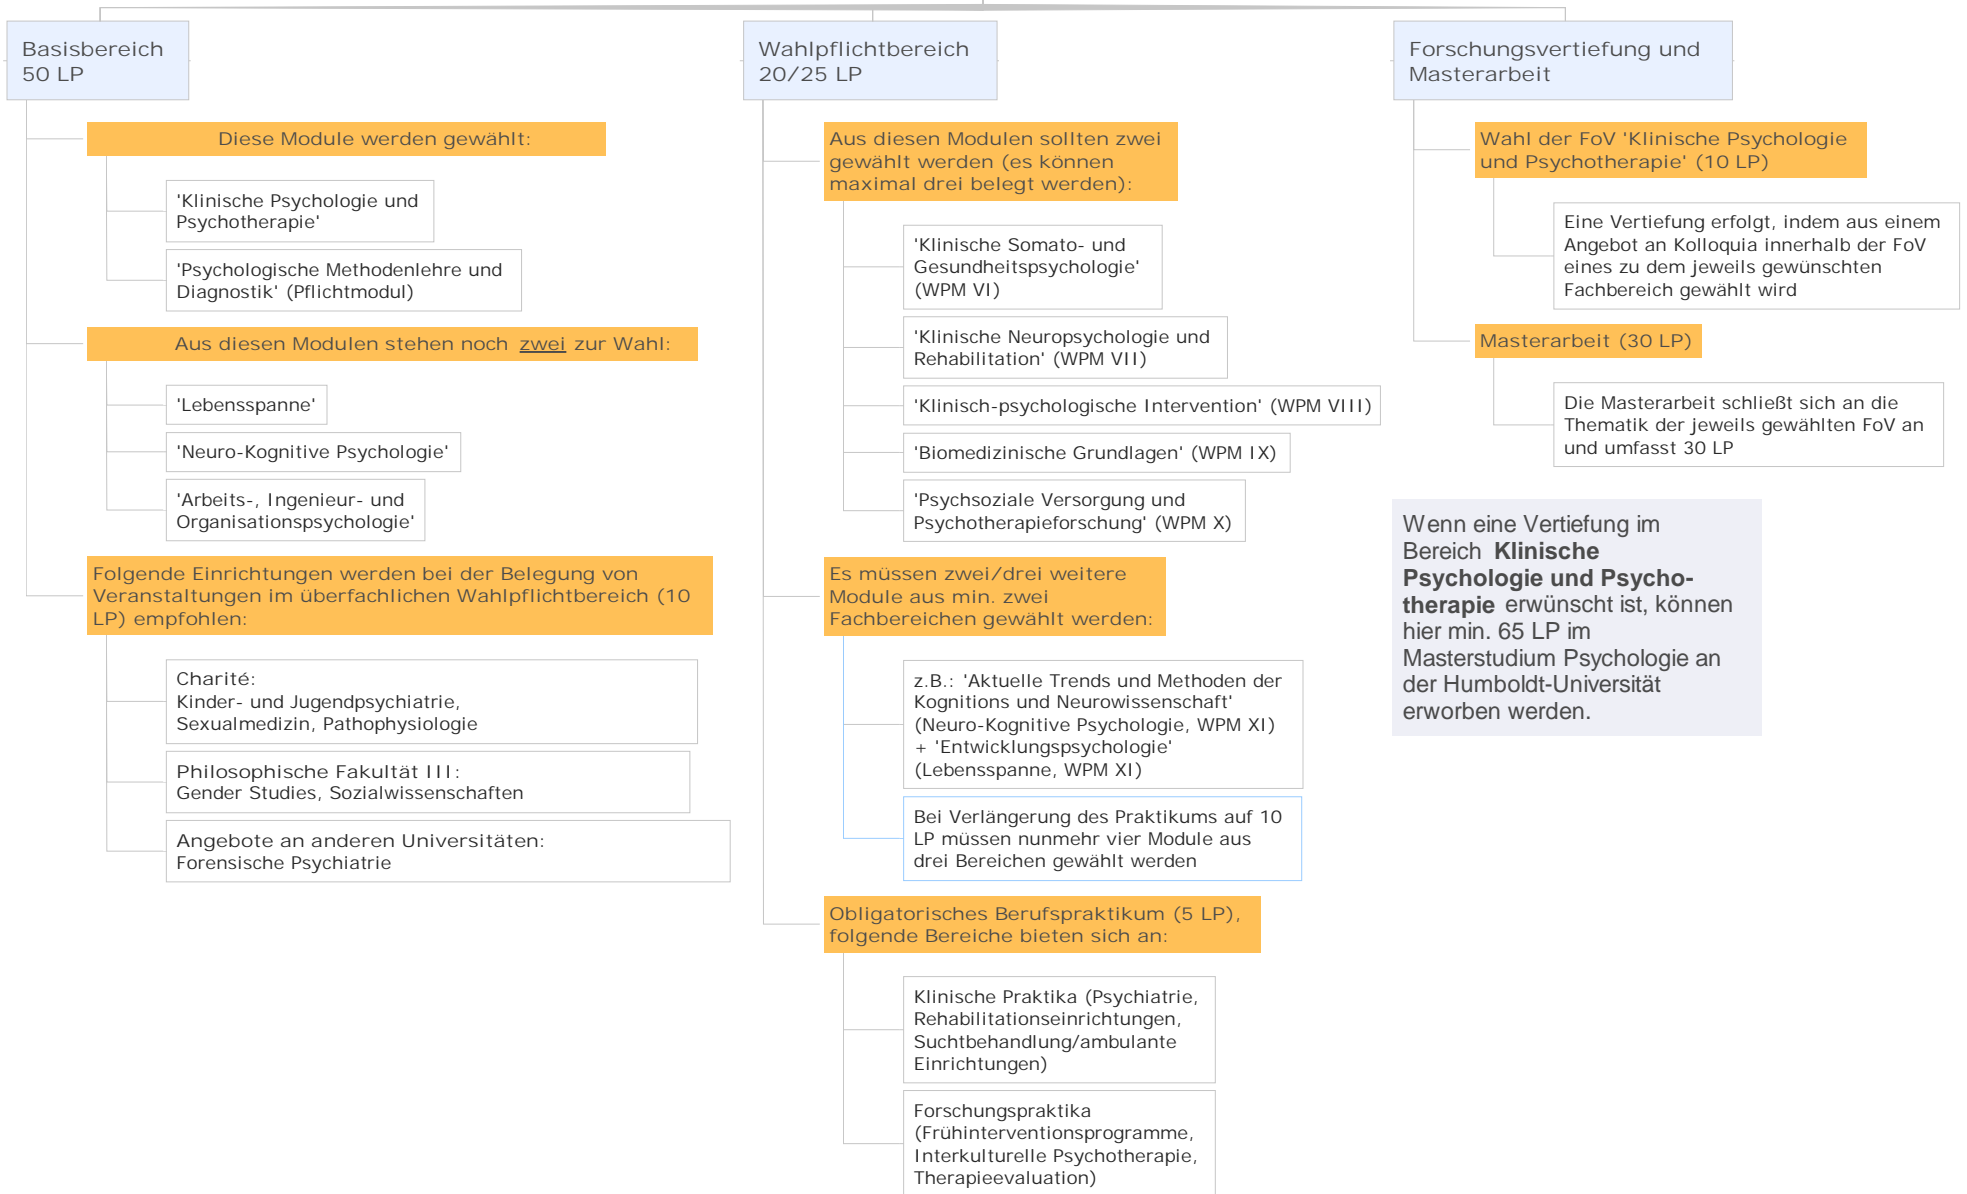 Basisbereich
50 LP
Diese Module werden gewählt:
'Klinische Psychologie und
Psychotherapie'
'Psychologische Methodenlehre und
Diagnostik' (Pflichtmodul)
Aus diesen Modulen stehen noch zwei zur Wahl:
'Lebensspanne'
'Neuro-Kognitive Psychologie'
'Arbeits-, Ingenieur- und
Organisationspsychologie'
Folgende Einrichtungen werden bei der Belegung von
Veranstaltungen im überfachlichen Wahlpflichtbereich (10
LP) empfohlen:
Charité:
Kinder- und Jugendpsychiatrie,
Sexualmedizin, Pathophysiologie
Philosophische Fakultät III:
Gender Studies, Sozialwissenschaften
Angebote an anderen Universitäten:
Forensische Psychiatrie
Wahlpflichtbereich
20/25 LP
Aus diesen Modulen sollten zwei
gewählt werden (es können
maximal drei belegt werden):
'Klinische Somato- und
Gesundheitspsychologie'
(WPM VI)
'Klinische Neuropsychologie und
Rehabilitation' (WPM VII)
'Klinisch-psychologische Intervention' (WPM VIII)
'Biomedizinische Grundlagen' (WPM IX)
'Psychsoziale Versorgung und
Psychotherapieforschung' (WPM X)
Es müssen zwei/drei weitere
Module aus min. zwei
Fachbereichen gewählt werden:
z.B.: 'Aktuelle Trends und Methoden der
Kognitions und Neurowissenschaft'
(Neuro-Kognitive Psychologie, WPM XI)
+ 'Entwicklungspsychologie'
(Lebensspanne, WPM XI)
Bei Verlängerung des Praktikums auf 10
LP müssen nunmehr vier Module aus
drei Bereichen gewählt werden
Obligatorisches Berufspraktikum (5 LP),
folgende Bereiche bieten sich an:
Klinische Praktika (Psychiatrie,
Rehabilitationseinrichtungen,
Suchtbehandlung/ambulante
Einrichtungen)
Forschungspraktika
(Frühinterventionsprogramme,
Interkulturelle Psychotherapie,
Therapieevaluation)
Forschungsvertiefung und
Masterarbeit
Wahl der FoV 'Klinische Psychologie
und Psychotherapie' (10 LP)
Eine Vertiefung erfolgt, indem aus einem
Angebot an Kolloquia innerhalb der FoV
eines zu dem jeweils gewünschten
Fachbereich gewählt wird
Masterarbeit (30 LP)
Die Masterarbeit schließt sich an die
Thematik der jeweils gewählten FoV an
und umfasst 30 LP
Wenn eine Vertiefung im
Bereich Klinische
Psychologie und Psycho-
therapie erwünscht ist, können
hier min. 65 LP im
Masterstudium Psychologie an
der Humboldt-Universität
erworben werden.